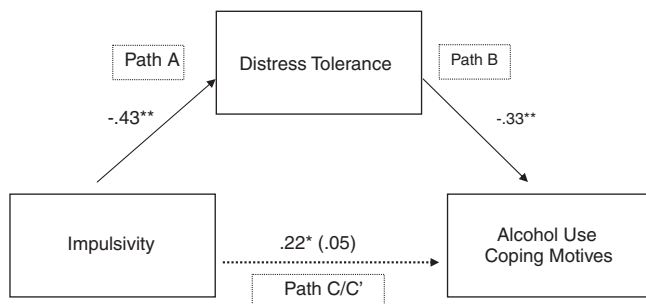 Path A
Distress Tolerance
Path B
-.43**
-.33**
Impulsivity
.22* (.05)
Alcohol Use
Coping Motives
Path C/C'